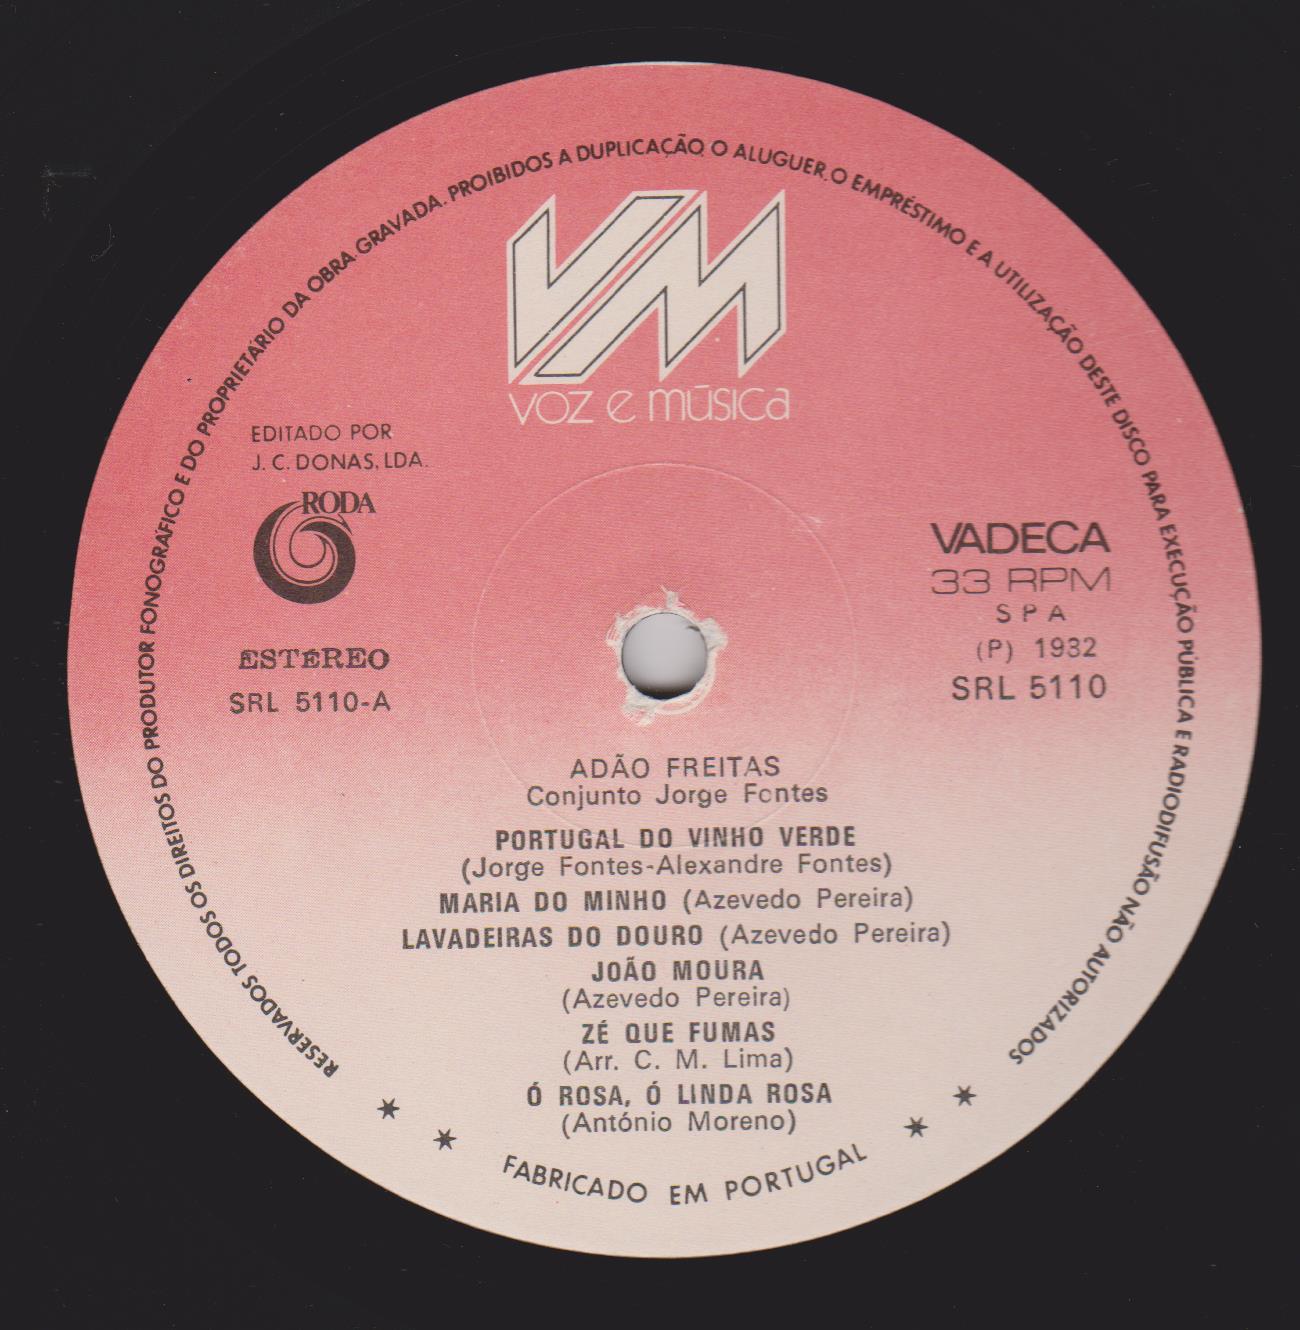 RESERVADOS TODOS OS DIREITOS DO PRODUTOR FONOGRÁFICO E DO PROPRIETÁRIO DA OBRA GRAVADA. PROIBIDOS A DUPLICAÇÃO O ALUGUER. O EMPRÉSTIMO E A UTILIZAÇÃO DESTE DISCO PARA EXECUÇÃO PÚBLICA E RADIODIFUSÃO NÃO AUTORIZADOS
VM
voz e música
EDITADO POR
J. C. DONAS, LDA.
RODA
ESTÉREO
SRL 5110-A
VADECA
33 RPM
SPA
(P) 1982
SRL 5110
ADÃO FREITAS
Conjunto Jorge Fontes
PORTUGAL DO VINHO VERDE
(Jorge Fontes-Alexandre Fontes)
MARIA DO MINHO (Azevedo Pereira)
LAVADEIRAS DO DOURO (Azevedo Pereira)
JOÃO MOURA
(Azevedo Pereira)
ZÉ QUE FUMAS
(Arr. C. M. Lima)
Ó ROSA, Ó LINDA ROSA
(António Moreno)
FABRICADO EM PORTUGAL